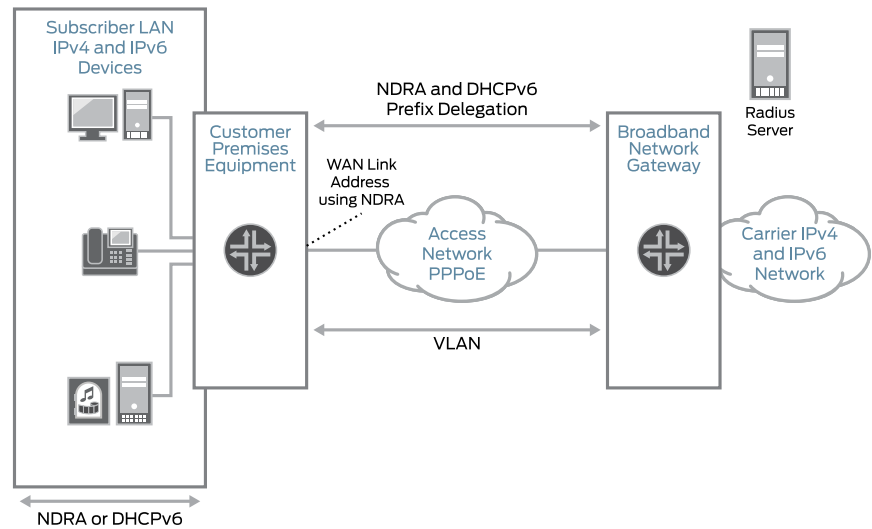 Subscriber LAN
IPv4 and IPv6
Devices
NDRA and DHCPv6
Prefix Delegation
Radius
Server
Customer
Premises
Equipment
Broadband
Network
Gateway
WAN Link
Address
using NDRA
Access
Network
PPPoE
Carrier IPv4
and IPv6
Network
VLAN
NDRA or DHCPv6